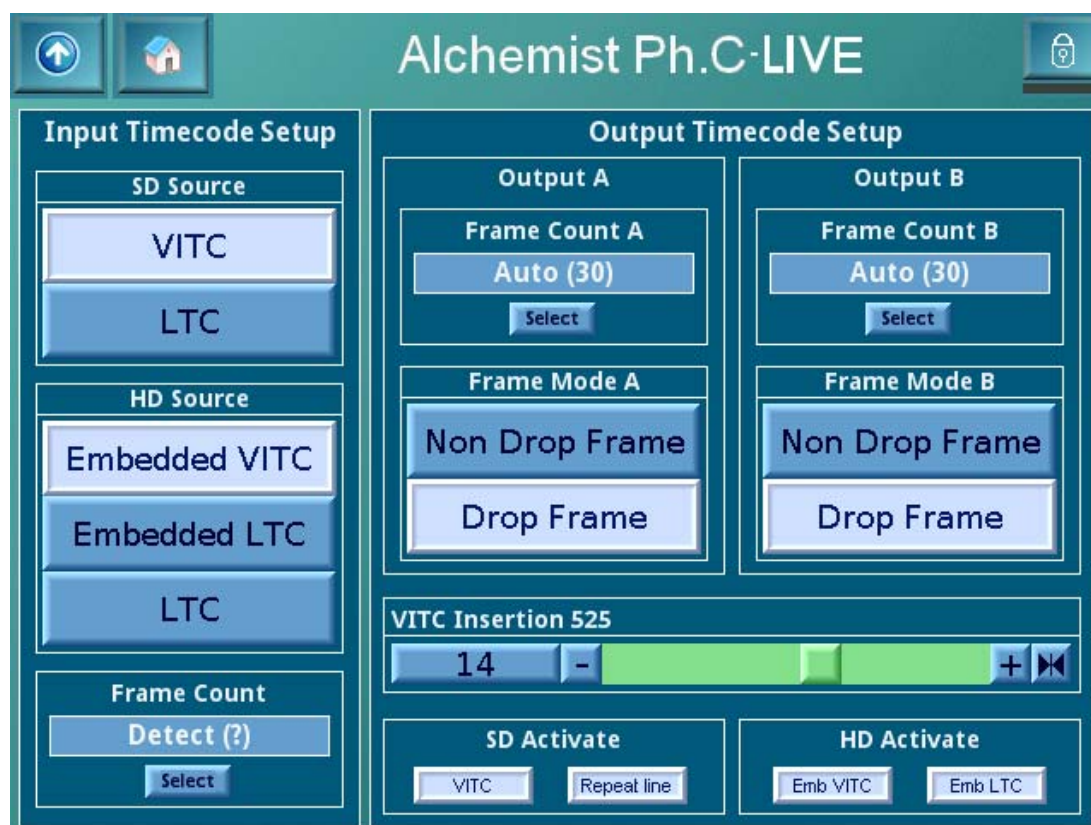 Alchemist Ph.C-LIVE
Input Timecode Setup
SD Source
VITC
LTC
HD Source
Embedded VITC
Embedded LTC
LTC
Frame Count
Detect (?)
Select
Output Timecode Setup
Output A
Frame Count A
Auto (30)
Select
Frame Mode A
Non Drop Frame
Drop Frame
Output B
Frame Count B
Auto (30)
Select
Frame Mode B
Non Drop Frame
Drop Frame
VITC Insertion 525
14 - +
SD Activate
VITC Repeat line
HD Activate
Emb VITC Emb LTC